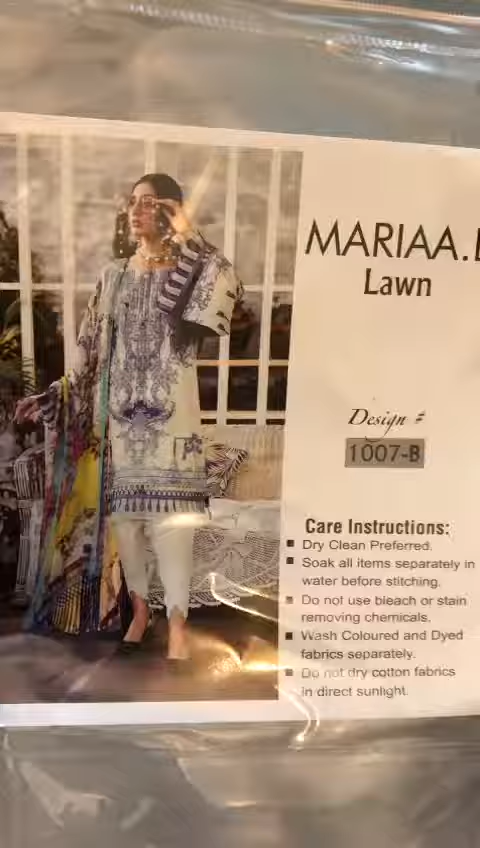 MARIAA.
Lawn
Design #
1007-B
Care Instructions:
Dry Clean Preferred.
Soak all items separately in
water before stitching.
Do not use bleach or stain
removing chemicals.
Wash Coloured and Dyed
fabrics separately.
Do not dry cotton fabrics
in direct sunlight.